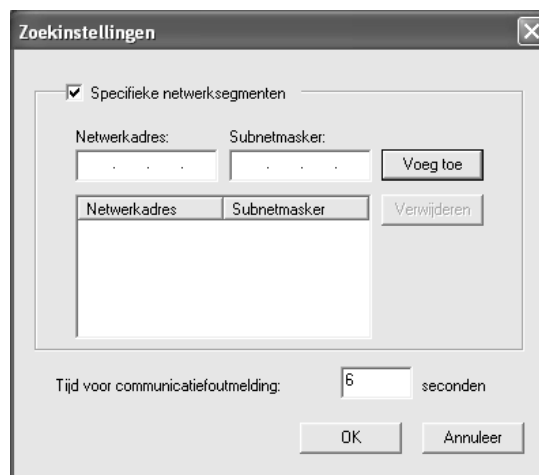 Zoekinstellingen
Specifieke netwerksegmenten
Netwerkadres: Subnetmasker:
Voeg toe
Netwerkadres Subnetmasker
Verwijderen
Tijd voor communicatiefoutmelding: 6 seconden
OK Annuleer